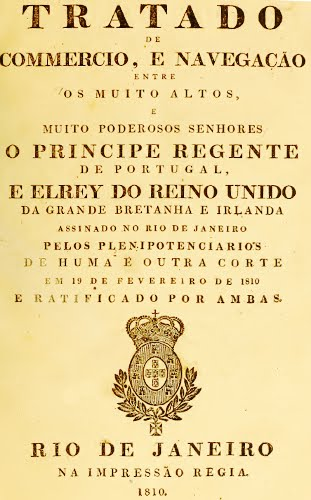 TRATADO
DE
COMMERCIO, E NAVEGAÇÃO
ENTRE
OS MUITO ALTOS,
E
MUITO PODEROSOS SENHORES
O PRINCIPE REGENTE
DE PORTUGAL,
E ELREY DO REINO UNIDO
DA GRANDE BRETANHA E IRLANDA
ASSINADO NO RIO DE JANEIRO
PELOS PLENIPOTENCIARIOS
DE HUMA E OUTRA CORTE
EM 19 DE FEVEREIRO DE 1810
E RATIFICADO POR AMBAS.
RIO DE JANEIRO
NA IMPRESSÃO REGIA.
1810.